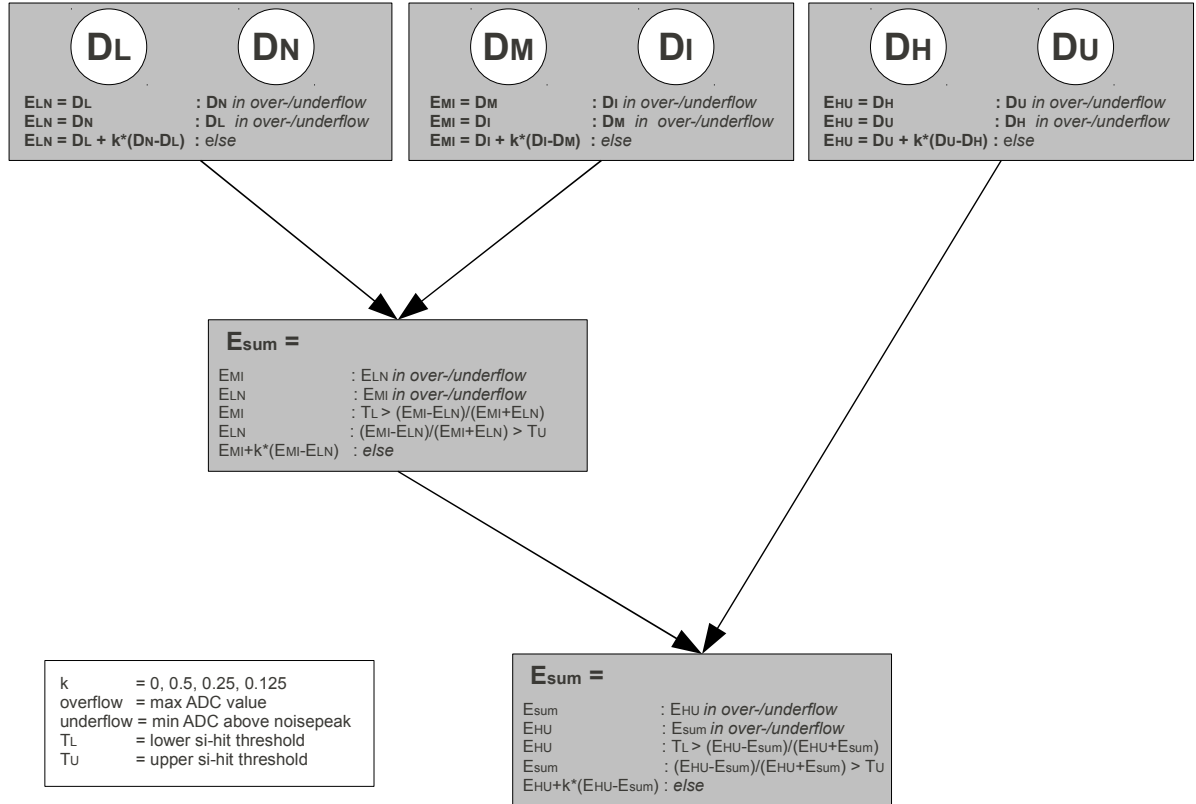 DL DN
ELN = DL : DN in over-/underflow
ELN = DN : DL in over-/underflow
ELN = DL + k*(DN-DL) : else
DM DI
EMI = DM : DI in over-/underflow
EMI = DI : DM in over-/underflow
EMI = DI + k*(DI-DM) : else
DH DU
EHU = DH : DU in over-/underflow
EHU = DU : DH in over-/underflow
EHU = DU + k*(DU-DH) : else
Esum =
EMI : ELN in over-/underflow
ELN : EMI in over-/underflow
EMI : TL > (EMI-ELN)/(EMI+ELN)
ELN : (EMI-ELN)/(EMI+ELN) > TU
EMI+k*(EMI-ELN) : else
k = 0, 0.5, 0.25, 0.125
overflow = max ADC value
underflow = min ADC above noisepeak
TL = lower si-hit threshold
TU = upper si-hit threshold
Esum =
Esum : EHU in over-/underflow
EHU : Esum in over-/underflow
EHU : TL > (EHU-Esum)/(EHU+Esum)
Esum : (EHU-Esum)/(EHU+Esum) > TU
EHU+k*(EHU-Esum) : else